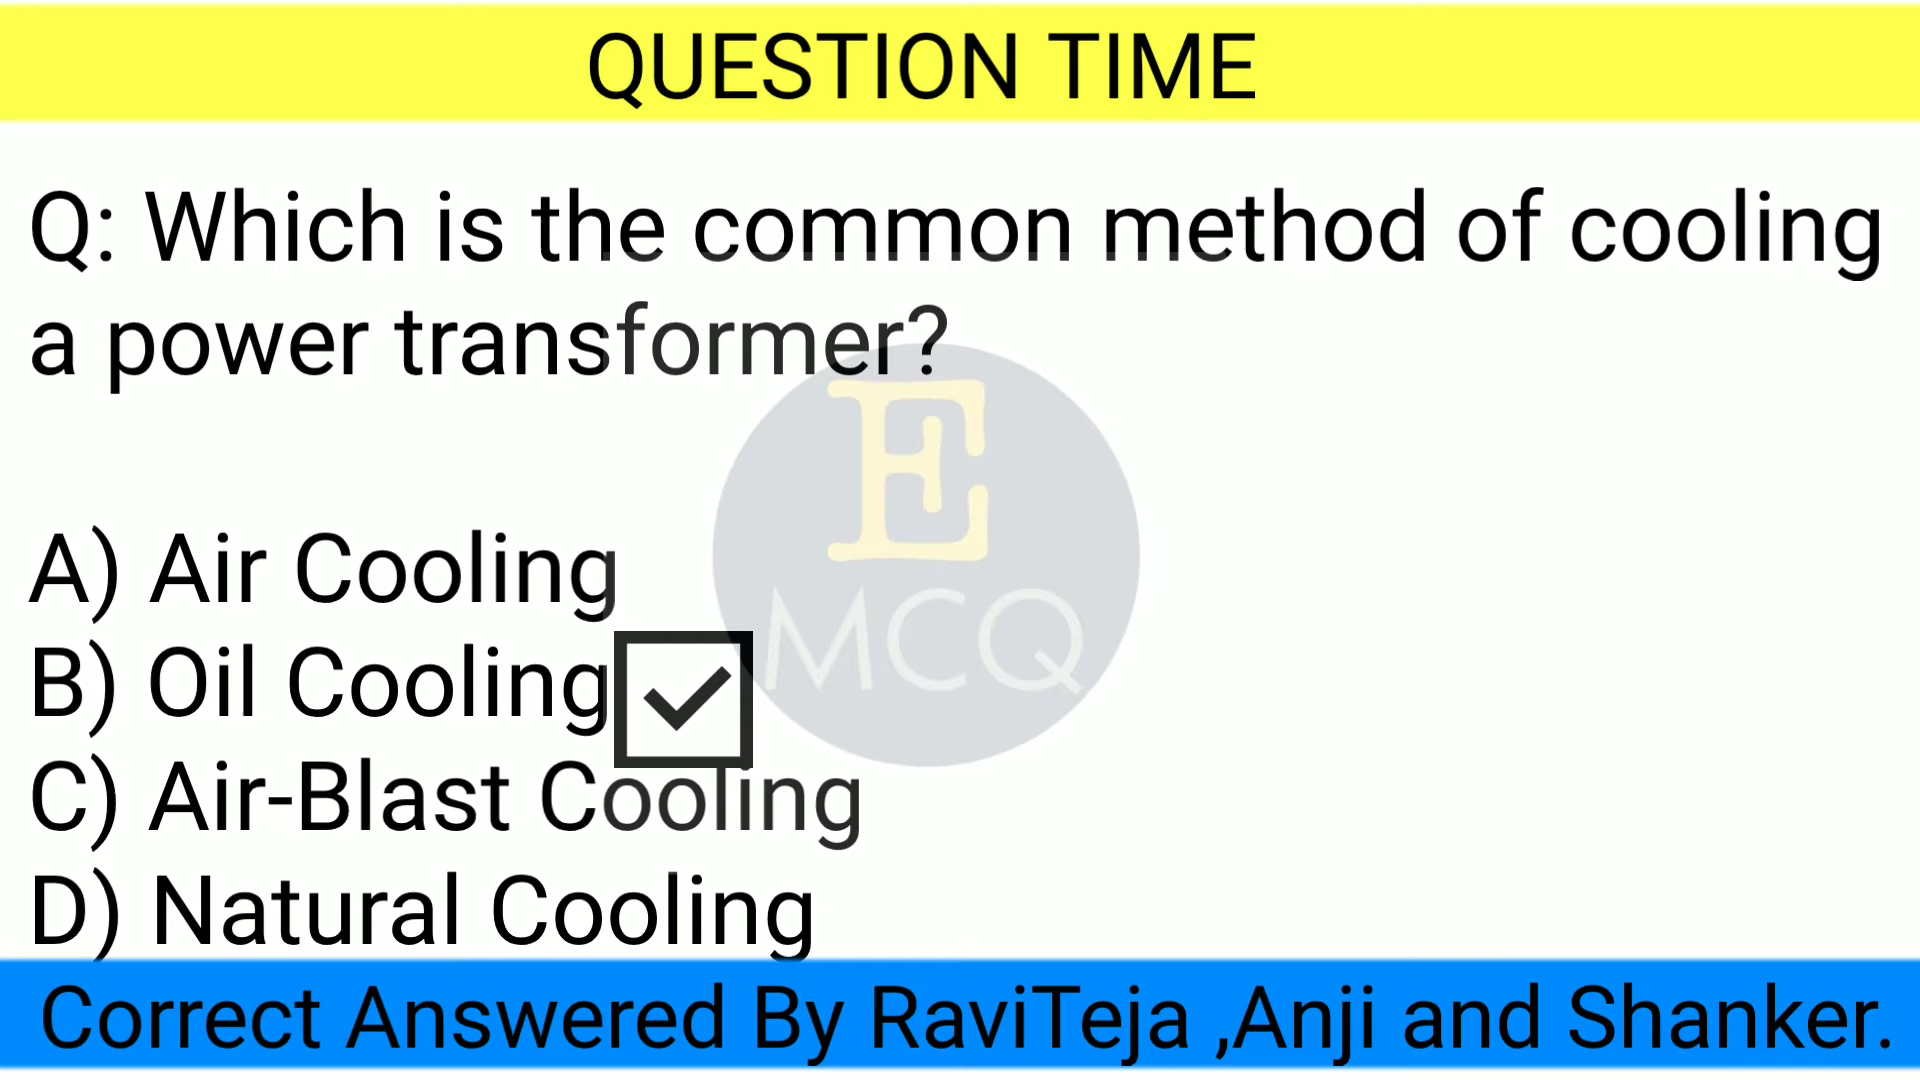 QUESTION TIME
Q: Which is the common method of cooling
a power transformer?
E
MCQ
A) Air Cooling
B) Oil Cooling
C) Air-Blast Cooling
D) Natural Cooling
Correct Answered By RaviTeja ,Anji and Shanker.